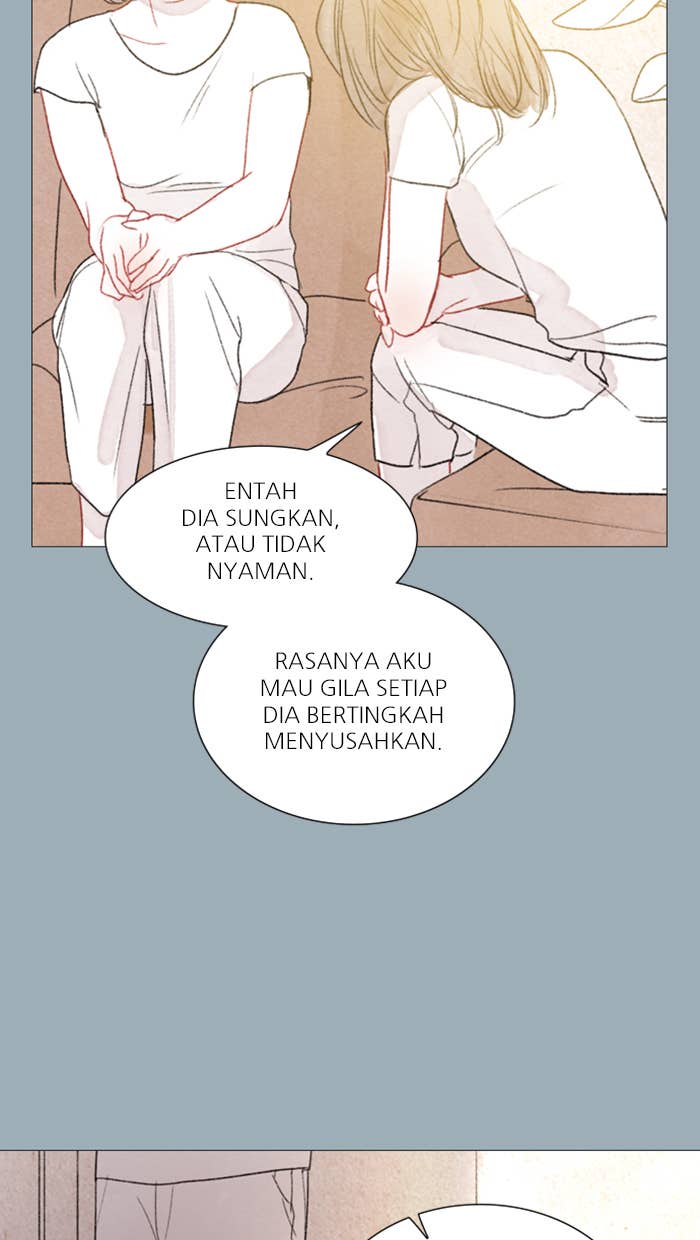 ENTAH
DIA SUNGKAN,
ATAU TIDAK
NYAMAN.
RASANYA AKU
MAU GILA SETIAP
DIA BERTINGKAH
MENYUSAHKAN.